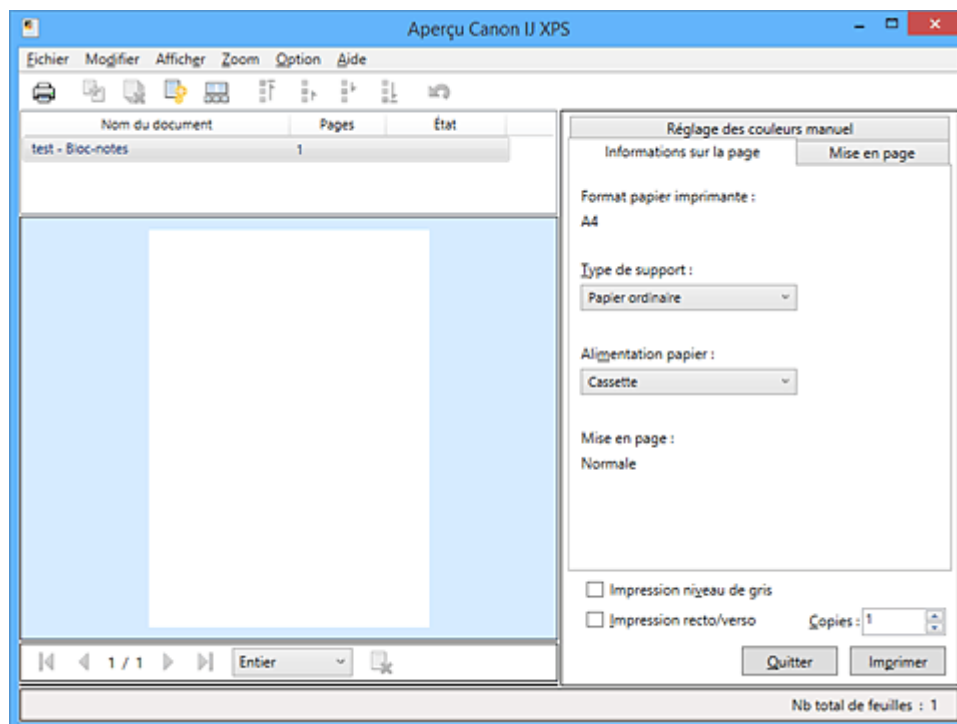 Aperçu Canon IJ XPS
Fichier Modifier Afficher Zoom Option Aide
Nom du document Pages État
test - Bloc-notes 1
Réglage des couleurs manuel
Informations sur la page Mise en page
Format papier imprimante :
A4
Type de support :
Papier ordinaire
Alimentation papier :
Cassette
Mise en page :
Normale
Impression niveau de gris
Impression recto/verso Copies : 1
1 / 1 Entier
Quitter Imprimer
Nb total de feuilles : 1